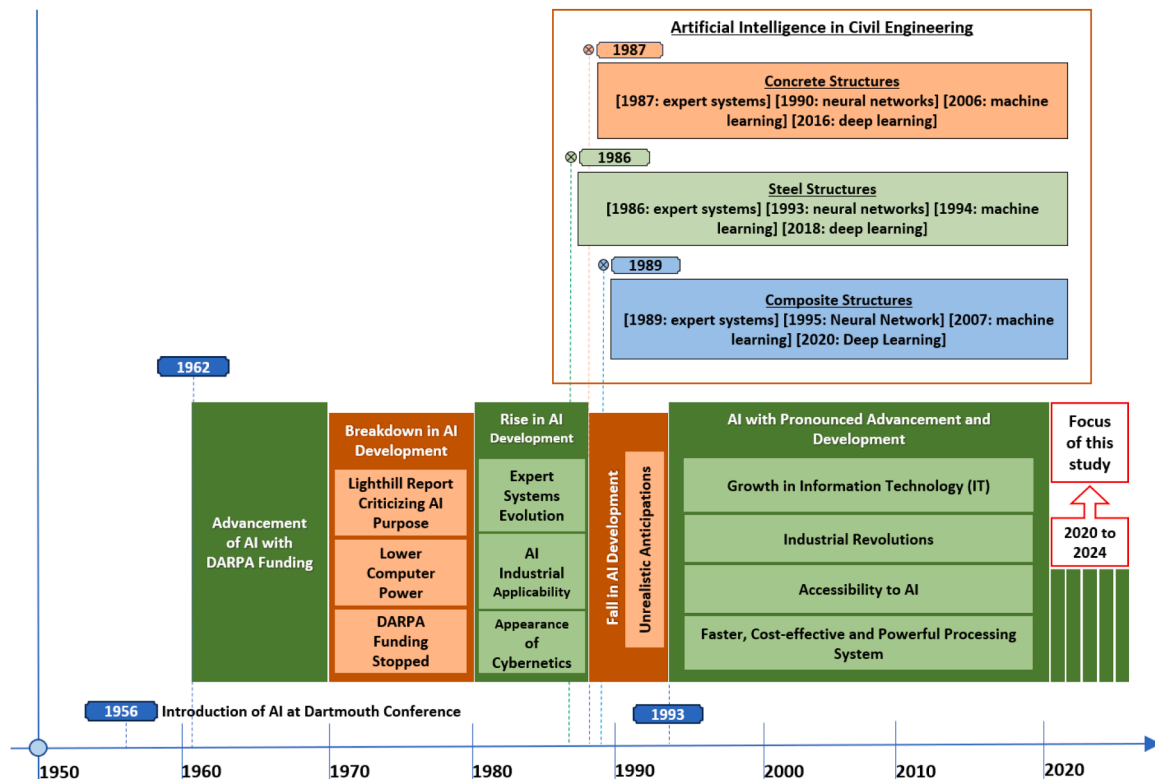 Artificial Intelligence in Civil Engineering
1987
Concrete Structures
[1987: expert systems] [1990: neural networks] [2006: machine
learning] [2016: deep learning]
1986
Steel Structures
[1986: expert systems] [1993: neural networks] [1994: machine
learning] [2018: deep learning]
1989
Composite Structures
[1989: expert systems] [1995: Neural Network] [2007: machine
learning] [2020: Deep Learning]
1962
Advancement
of AI with
DARPA Funding
Breakdown in AI
Development
Lighthill Report
Criticizing AI
Purpose
Lower
Computer
Power
DARPA
Funding
Stopped
Rise in AI
Development
Expert
Systems
Evolution
AI
Industrial
Applicability
Appearance
of
Cybernetics
Fall in AI Development
Unrealistic Anticipations
AI with Pronounced Advancement and
Development
Growth in Information Technology (IT)
Industrial Revolutions
Accessibility to AI
Faster, Cost-effective and Powerful Processing
System
Focus
of this
study
2020 to
2024
1956
Introduction of AI at Dartmouth Conference
1993
1950
1960
1970
1980
1990
2000
2010
2020